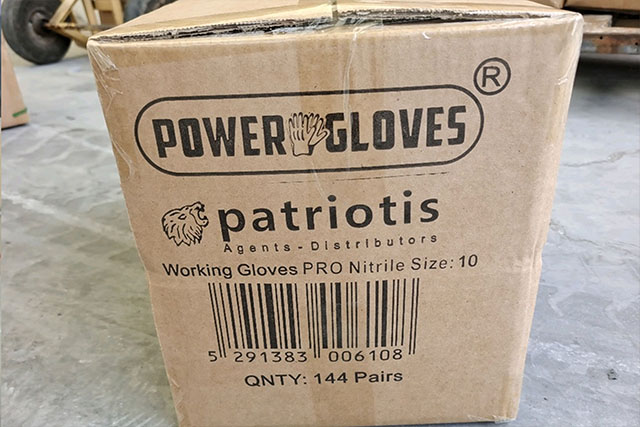 POWER GLOVES ®
patriotis
Agents - Distributors
Working Gloves PRO Nitrile Size: 10
5 291383 006108
QNTY: 144 Pairs